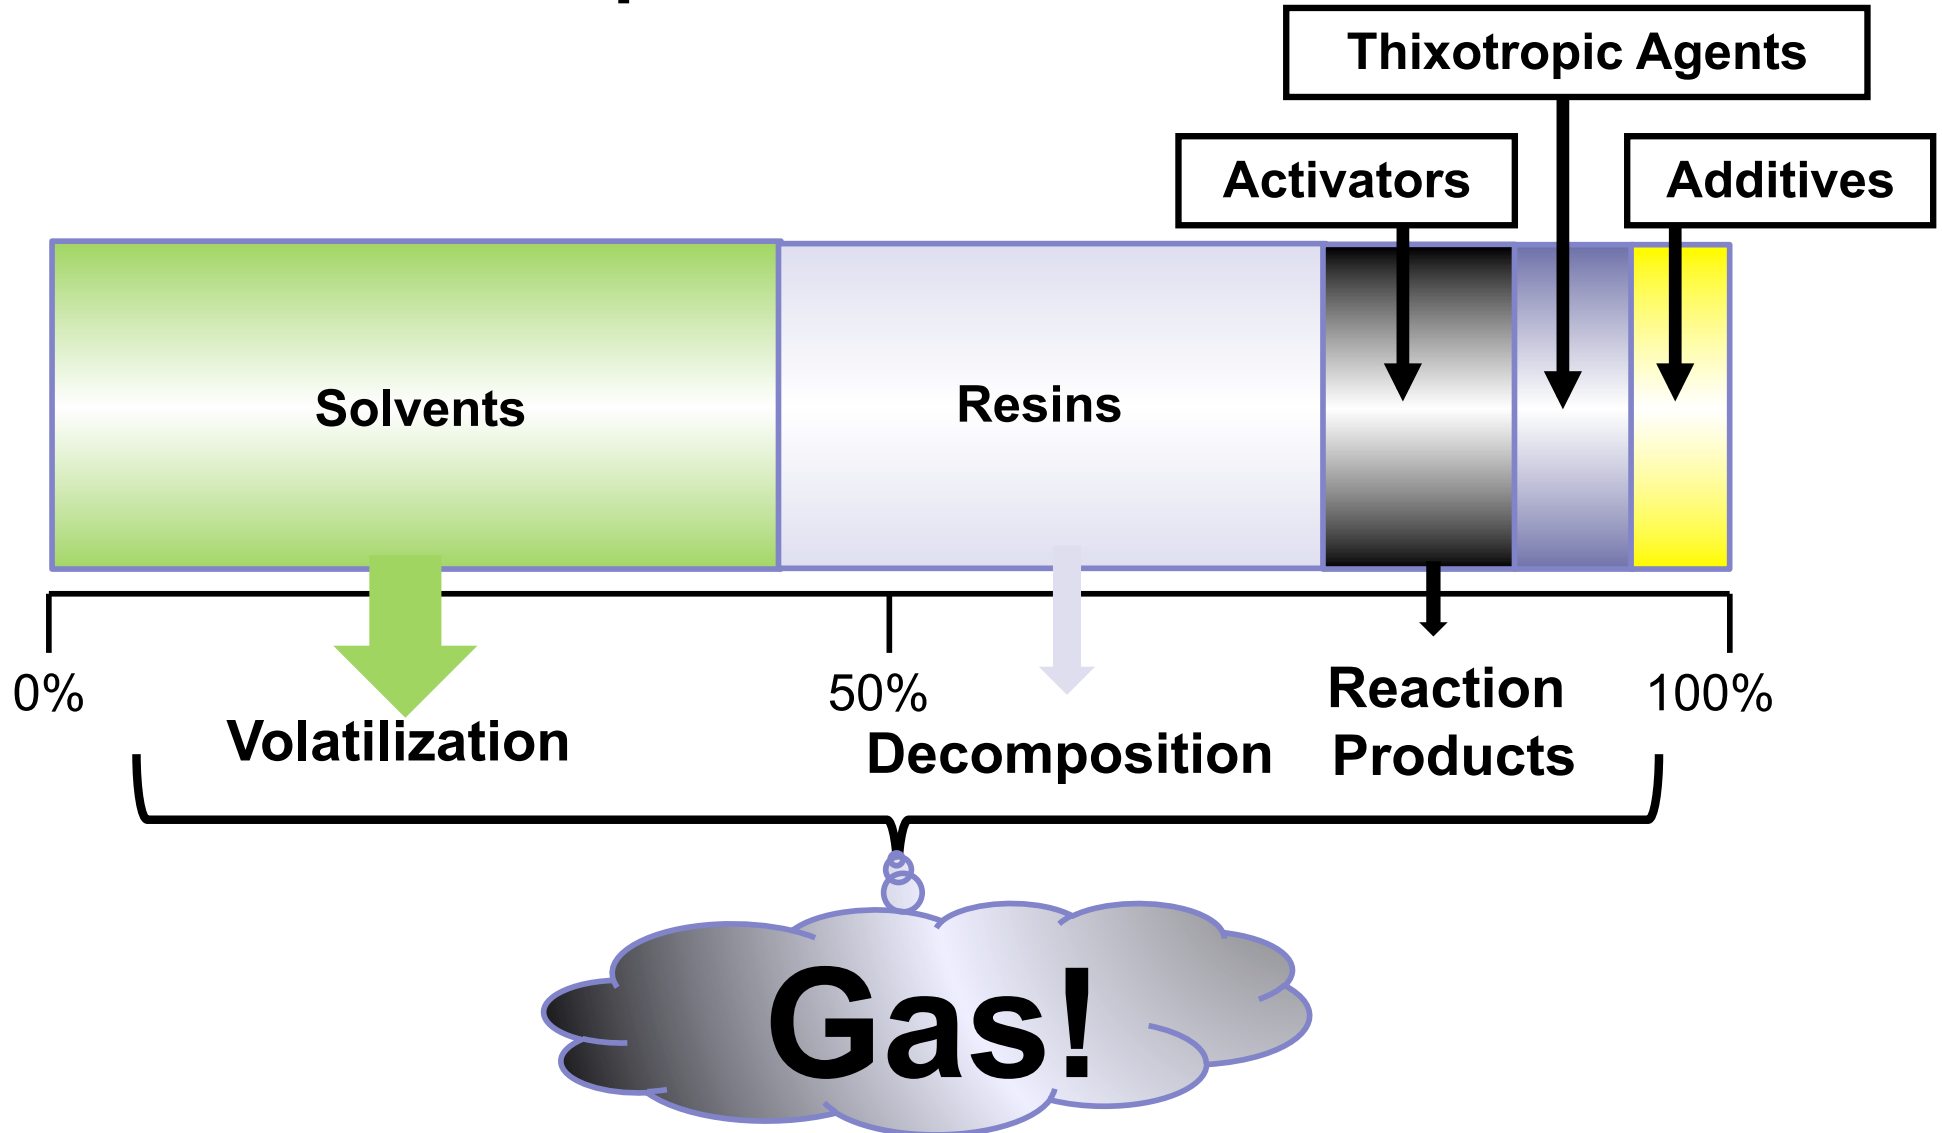 Thixotropic Agents
Activators
Additives
Solvents
Resins
0%
50%
100%
Volatilization
Decomposition
Reaction
Products
Gas!